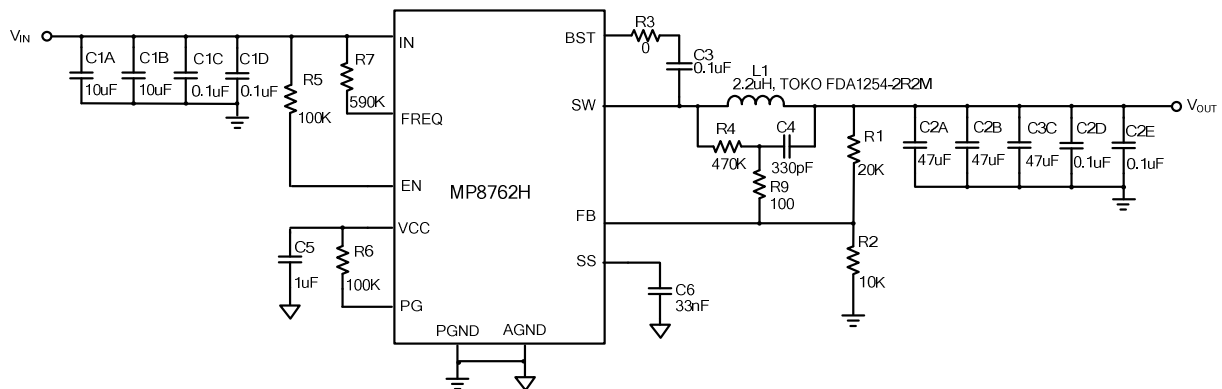 VIN
C1A
10uF
C1B
10uF
C1C
0.1uF
C1D
0.1uF
R5
100K
R7
590K
IN
FREQ
EN
VCC
PG
PGND
AGND
MP8762H
C5
1uF
R6
100K
BST
SW
FB
SS
R3
0
C3
0.1uF
L1
2.2uH, TOKO FDA1254-2R2M
R4
470K
C4
330pF
R9
100
R1
20K
R2
10K
C6
33nF
C2A
47uF
C2B
47uF
C3C
47uF
C2D
0.1uF
C2E
0.1uF
VOUT